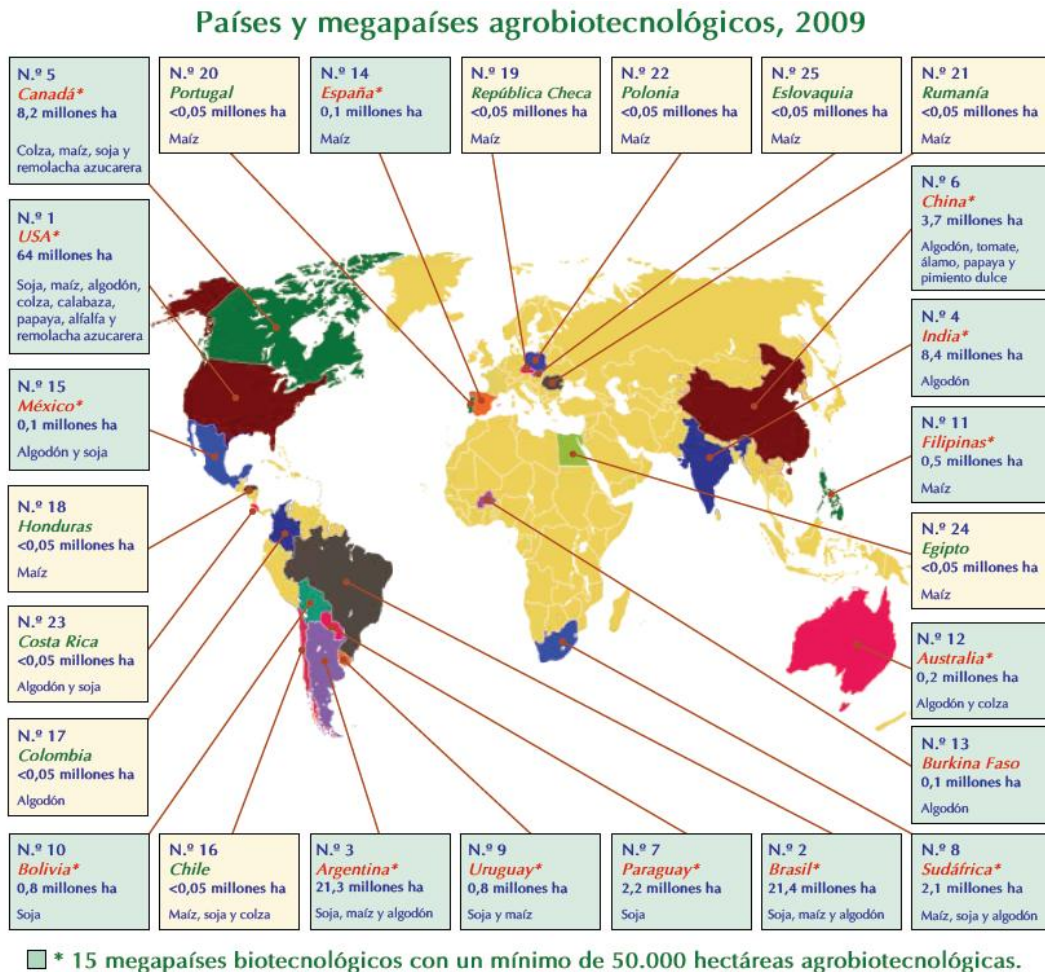 Países y megapaíses agrobiotecnológicos, 2009
N.º 5
Canadá*
8,2 millones ha
Colza, maíz, soja y
remolacha azucarera
N.º 20
Portugal
<0,05 millones ha
Maíz
N.º 14
España*
0,1 millones ha
Maíz
N.º 19
República Checa
<0,05 millones ha
Maíz
N.º 22
Polonia
<0,05 millones ha
Maíz
N.º 25
Eslovaquia
<0,05 millones ha
Maíz
N.º 21
Rumanía
<0,05 millones ha
Maíz
N.º 1
USA*
64 millones ha
Soja, maíz, algodón,
colza, calabaza,
papaya, alfalfa y
remolacha azucarera
N.º 6
China*
3,7 millones ha
Algodón, tomate,
álamo, papaya y
pimiento dulce
N.º 4
India*
8,4 millones ha
Algodón
N.º 15
México*
0,1 millones ha
Algodón y soja
N.º 11
Filipinas*
0,5 millones ha
Maíz
N.º 18
Honduras
<0,05 millones ha
Maíz
N.º 24
Egipto
<0,05 millones ha
Maíz
N.º 23
Costa Rica
<0,05 millones ha
Algodón y soja
N.º 12
Australia*
0,2 millones ha
Algodón y colza
N.º 17
Colombia
<0,05 millones ha
Algodón
N.º 13
Burkina Faso
0,1 millones ha
Algodón
N.º 10
Bolivia*
0,8 millones ha
Soja
N.º 16
Chile
<0,05 millones ha
Maíz, soja y colza
N.º 3
Argentina*
21,3 millones ha
Soja, maíz y algodón
N.º 9
Uruguay*
0,8 millones ha
Soja y maíz
N.º 7
Paraguay*
2,2 millones ha
Soja
N.º 2
Brasil*
21,4 millones ha
Soja, maíz y algodón
N.º 8
Sudáfrica*
2,1 millones ha
Maíz, soja y algodón
* 15 megapaíses biotecnológicos con un mínimo de 50.000 hectáreas agrobiotecnológicas.